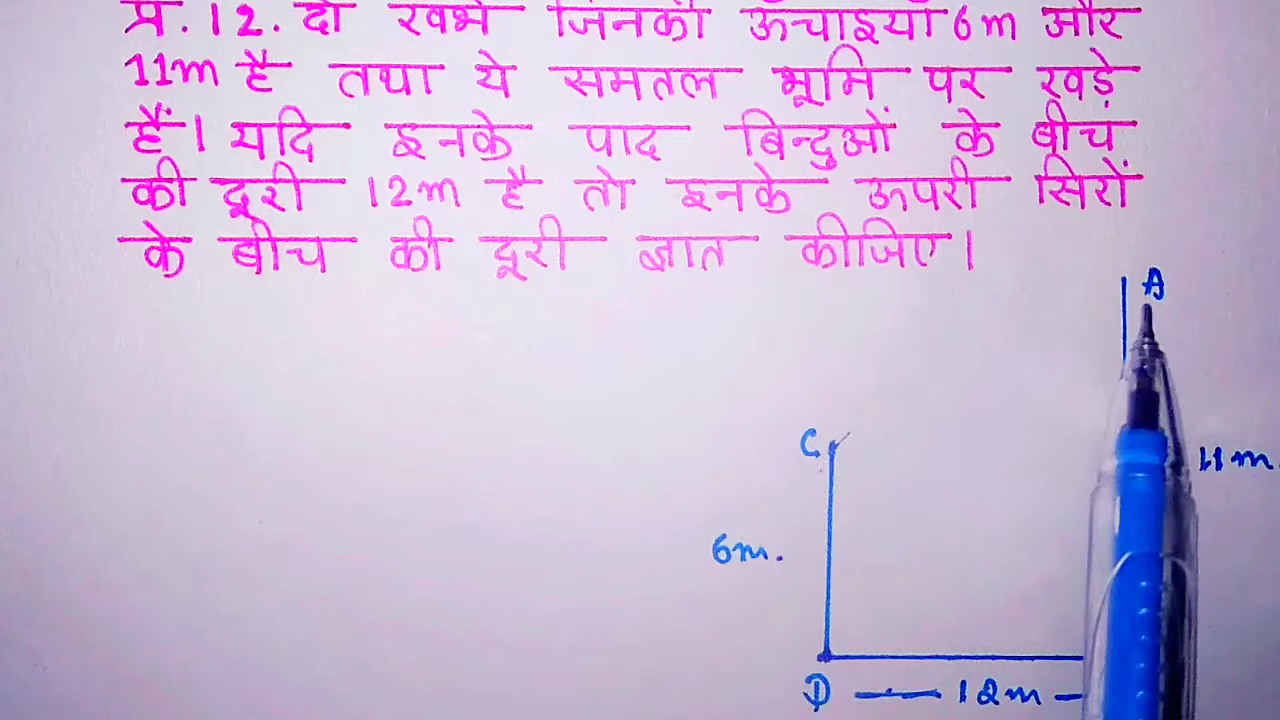 प्र.12. दो खम्भे जिनकी ऊँचाइयाँ 6m और
11m है तथा ये समतल भूमि पर खड़े
हैं। यदि इनके पाद बिन्दुओं के बीच
की दूरी 12m है तो इनके ऊपरी सिरों
के बीच की दूरी ज्ञात कीजिए।
A
C
11m.
6m.
D 12m